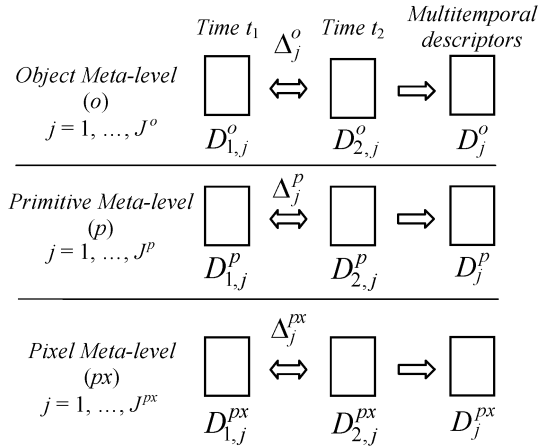 Time t₁ Δⱼᵒ Time t₂ Multitemporal descriptors
Object Meta-level
(o)
j = 1, ..., Jᵒ
D₁,ⱼᵒ D₂,ⱼᵒ Dⱼᵒ
Primitive Meta-level
(p)
j = 1, ..., Jᵖ
Δⱼᵖ
D₁,ⱼᵖ D₂,ⱼᵖ Dⱼᵖ
Pixel Meta-level
(px)
j = 1, ..., Jᵖˣ
Δⱼᵖˣ
D₁,ⱼᵖˣ D₂,ⱼᵖˣ Dⱼᵖˣ